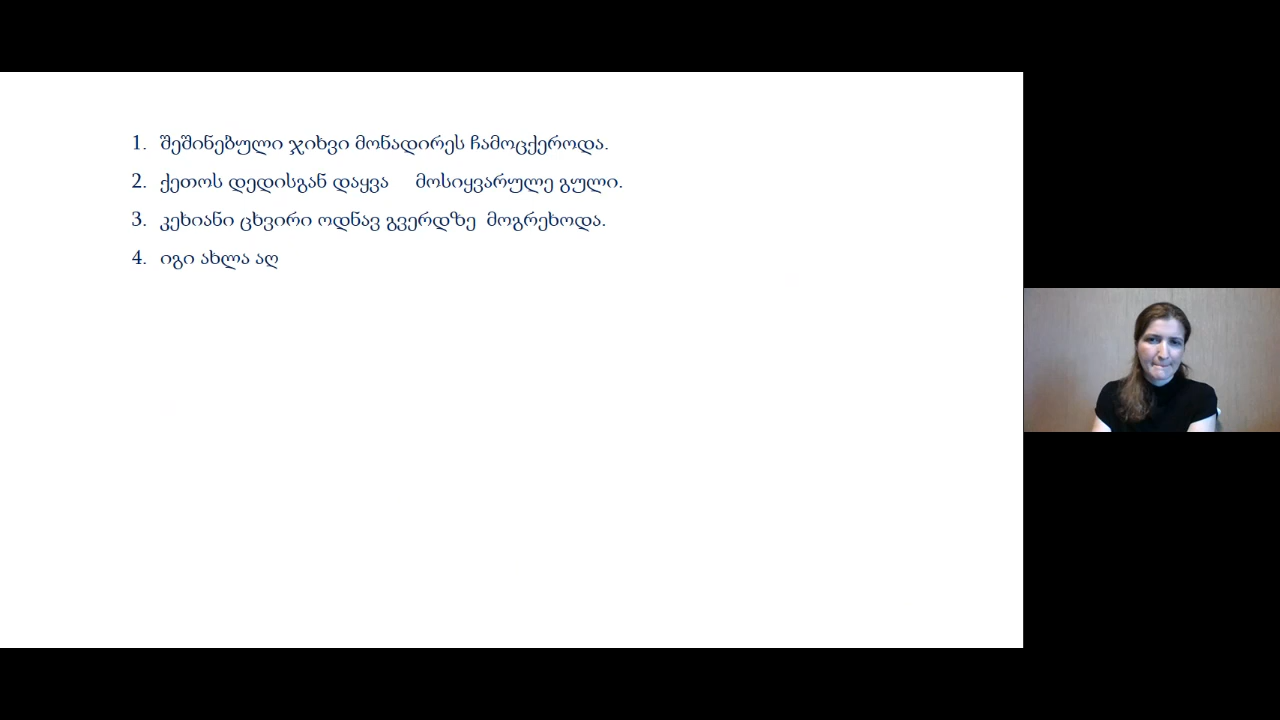 1. შეშინებული ჯიხვი მონადირეს ჩამოცქეროდა.
2. ქეთოს დედისგან დაყვა მოსიყვარულე გული.
3. კეხიანი ცხვირი ოდნავ გვერდზე მოგრეხოდა.
4. იგი ახლა აღ